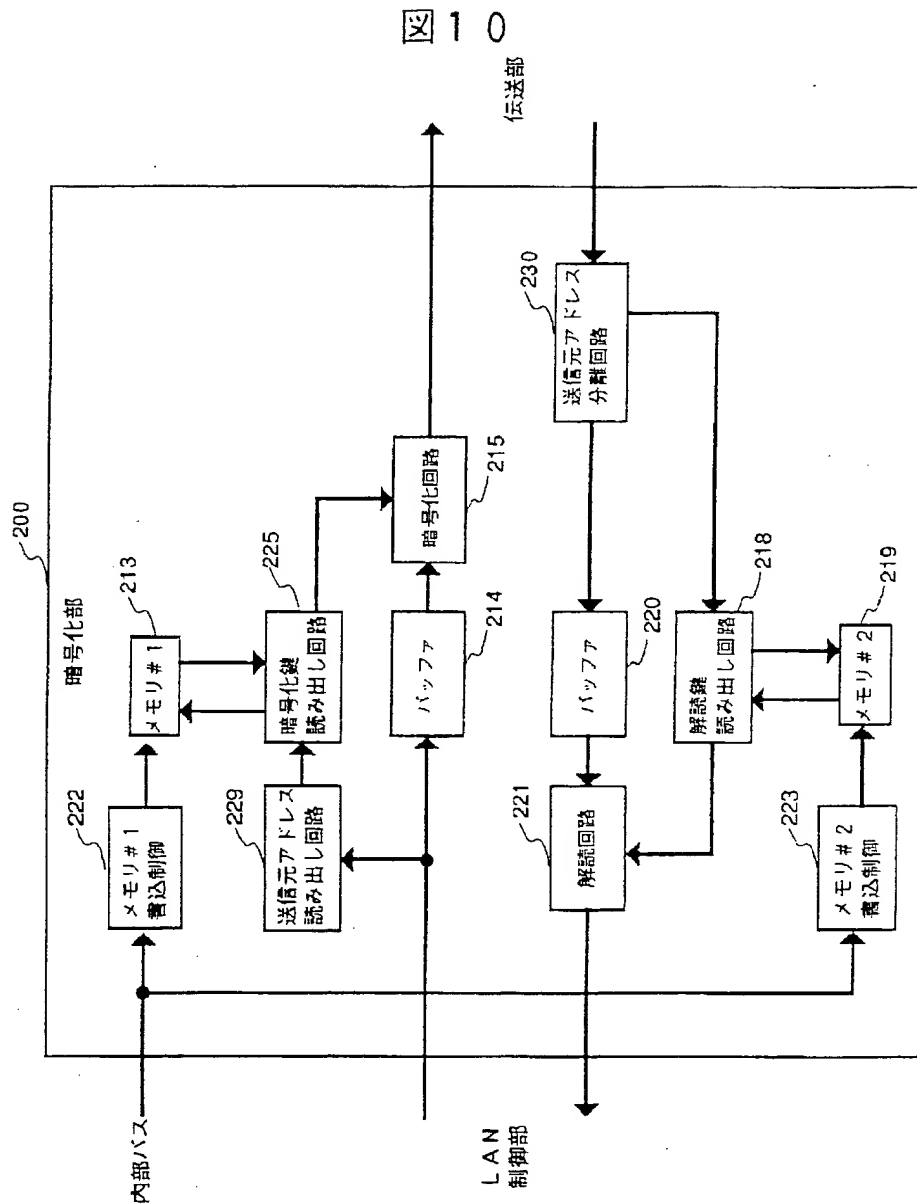 図１０
200
暗号化部
内部バス
222
メモリ＃１
書込制御
213
メモリ＃１
229
送信元アドレス
読み出し回路
225
暗号化鍵
読み出し回路
バッファ
214
暗号化回路
215
伝送部
LAN
制御部
221
解読回路
バッファ
220
送信元アドレス
分離回路
230
解読鍵
読み出し回路
218
223
メモリ＃２
書込制御
メモリ＃２
219